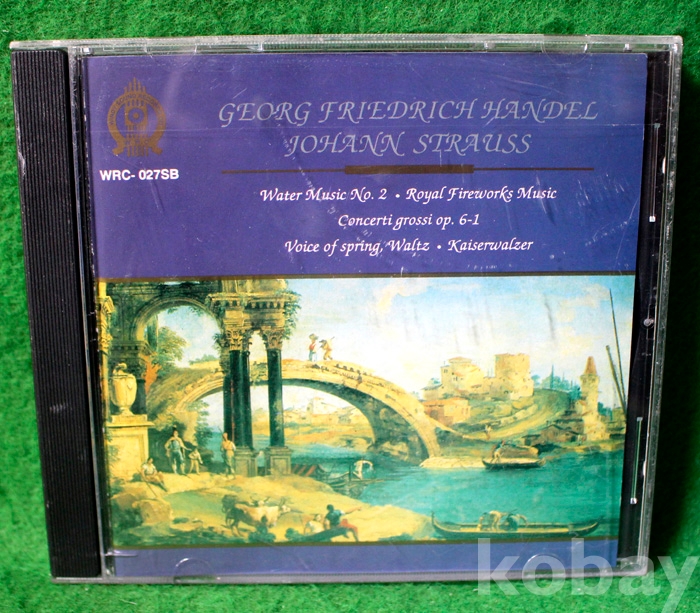 GEORG FRIEDRICH HANDEL
JOHANN STRAUSS
WRC- 027SB
Water Music No. 2 • Royal Fireworks Music
Concerti grossi op. 6-1
Voice of spring, Waltz • Kaiserwalzer
kobay